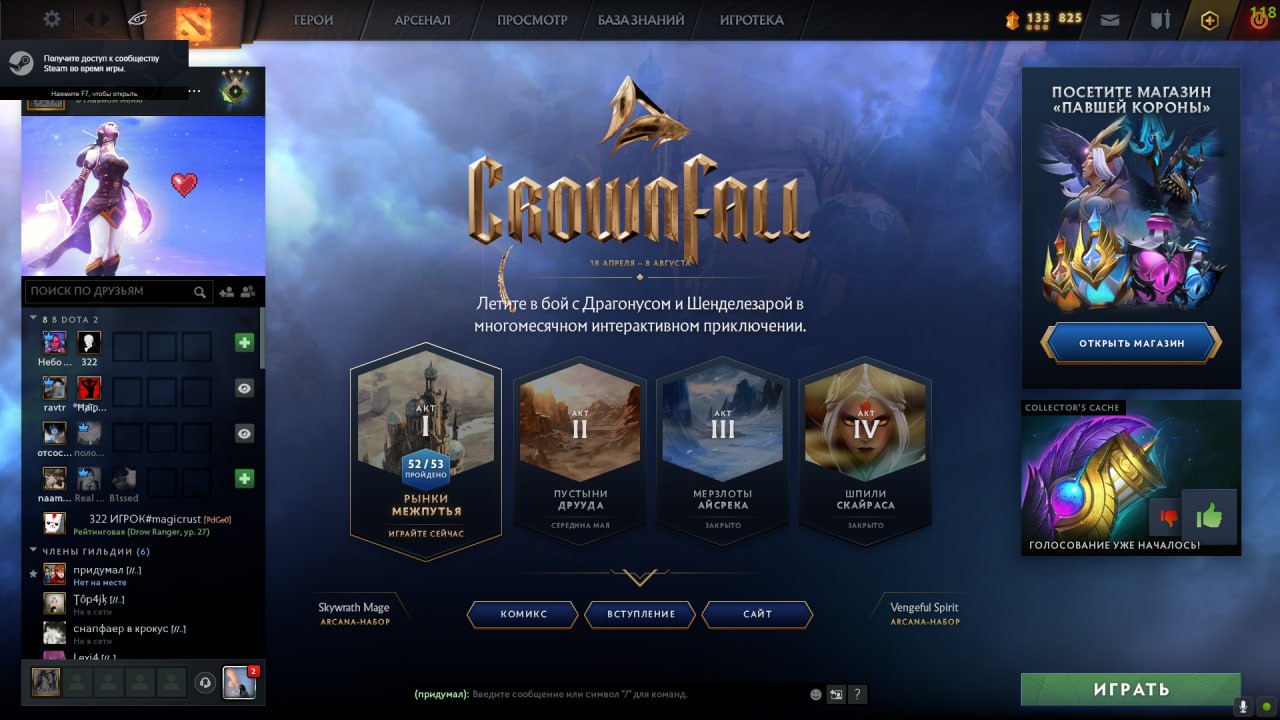 ГЕРОИ
АРСЕНАЛ
ПРОСМОТР
БАЗА ЗНАНИЙ
ИГРОТЕКА
133 825
118
Получите доступ к сообществу
Steam во время игры.
Нажмите F7, чтобы открыть
ПОИСК ПО ДРУЗЬЯМ
8 В DOTA 2
Небо ...
322
ravtr
отсос...
поло...
naam...
Real ...
B1ssed
322 ИГРОК#magicrust [PdGe0]
Рейтинговая (Drow Ranger, ур. 27)
ЧЛЕНЫ ГИЛЬДИИ (6)
придумал [//..]
Нет на месте
Ţôp4jķ [//..]
Не в сети
снапфаер в крокус [//..]
Не в сети
Lexi4 [//.]
2
CROWNFALL
18 АПРЕЛЯ – 8 АВГУСТА
Летите в бой с Драгонусом и Шенделезарой в
многомесячном интерактивном приключении.
АКТ
I
52 / 53
ПРОЙДЕНО
РЫНКИ
МЕЖПУТЬЯ
ИГРАЙТЕ СЕЙЧАС
АКТ
II
ПУСТЫНИ
ДРУУДА
СЕРЕДИНА МАЯ
АКТ
III
МЕРЗЛОТЫ
АЙСРЕКА
ЗАКРЫТО
АКТ
IV
ШПИЛИ
СКАЙРАСА
ЗАКРЫТО
Skywrath Mage
ARCANA-НАБОР
КОМИКС
ВСТУПЛЕНИЕ
САЙТ
Vengeful Spirit
ARCANA-НАБОР
(придумал): Введите сообщение или символ "/" для команд.
?
ПОСЕТИТЕ МАГАЗИН
«ПАВШЕЙ КОРОНЫ»
ОТКРЫТЬ МАГАЗИН
COLLECTOR'S CACHE
ГОЛОСОВАНИЕ УЖЕ НАЧАЛОСЬ!
ИГРАТЬ